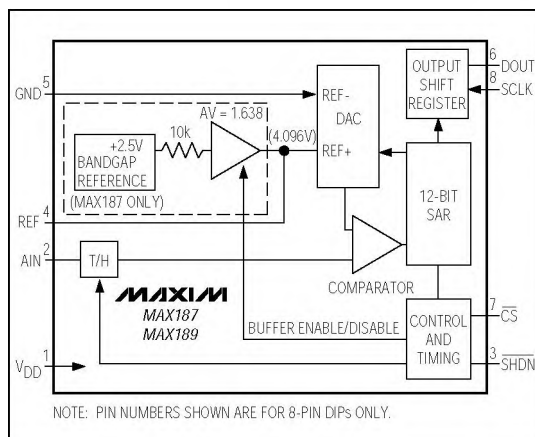 GND 5
AV = 1.638
10k
+2.5V
BANDGAP
REFERENCE
(MAX187 ONLY)
(4.096V)
REF-
DAC
REF+
OUTPUT
SHIFT
REGISTER
6 DOUT
8 SCLK
12-BIT
SAR
REF 4
AIN 2
T/H
COMPARATOR
MAXIM
MAX187
MAX189
BUFFER ENABLE/DISABLE
CONTROL
AND
TIMING
7 CS
3 SHDN
VDD 1
NOTE: PIN NUMBERS SHOWN ARE FOR 8-PIN DIPs ONLY.